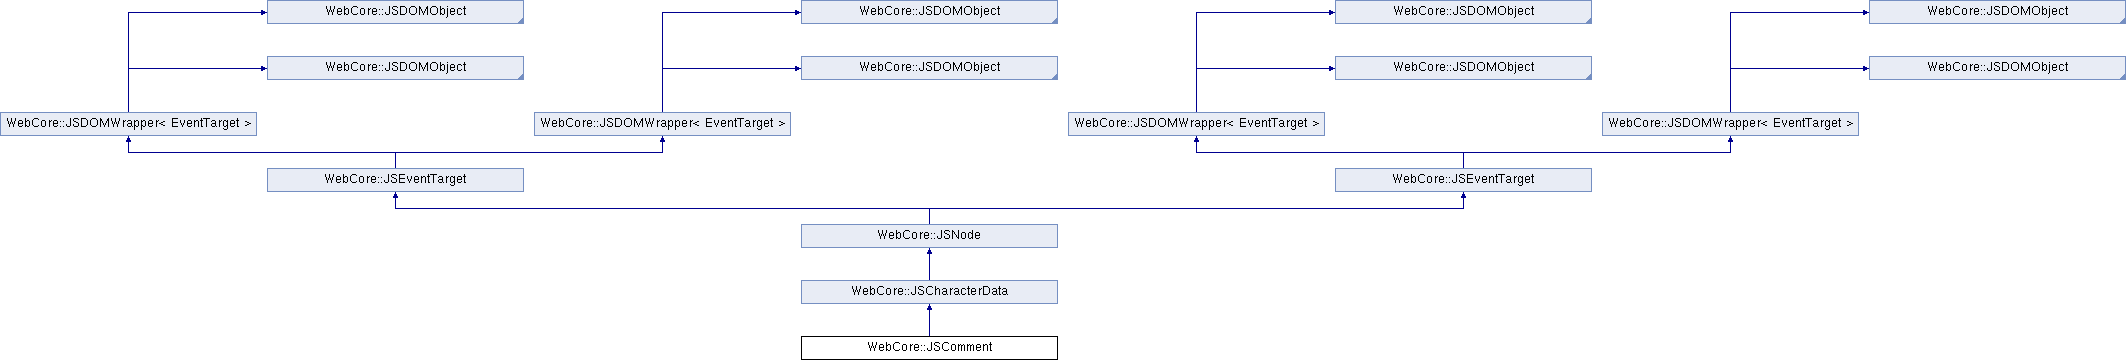 WebCore::JSDOMObject
WebCore::JSDOMObject
WebCore::JSDOMObject
WebCore::JSDOMObject
WebCore::JSDOMObject
WebCore::JSDOMObject
WebCore::JSDOMObject
WebCore::JSDOMObject
WebCore::JSDOMWrapper< EventTarget >
WebCore::JSDOMWrapper< EventTarget >
WebCore::JSDOMWrapper< EventTarget >
WebCore::JSDOMWrapper< EventTarget >
WebCore::JSEventTarget
WebCore::JSEventTarget
WebCore::JSNode
WebCore::JSCharacterData
WebCore::JSComment